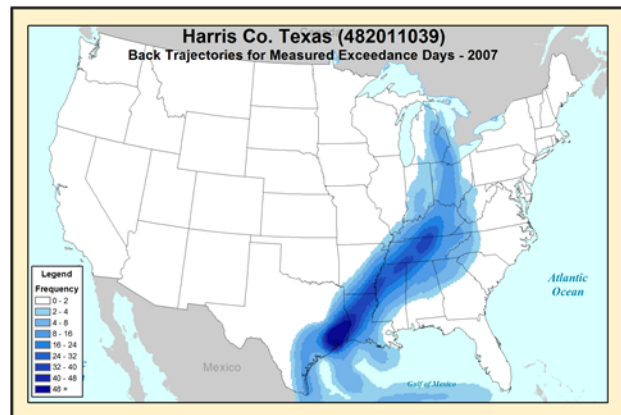 Harris Co. Texas (482011039)
Back Trajectories for Measured Exceedance Days - 2007
Atlantic
Ocean
Legend
Frequency
0 - 2
2 - 4
4 - 8
8 - 16
16 - 24
24 - 32
32 - 40
40 - 48
48 +
Mexico
Gulf of Mexico